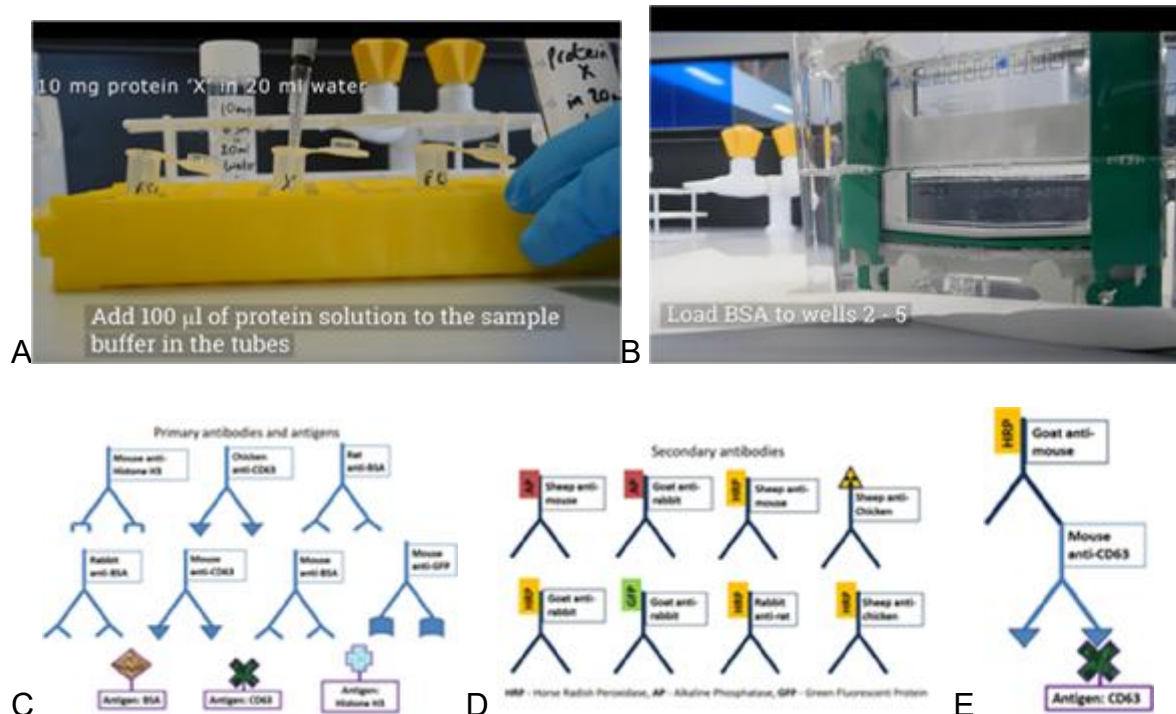 10 mg protein 'X' in 20 ml water
protein
X
in 20
10mg
20ml
Add 100 µl of protein solution to the sample
buffer in the tubes
A
Load BSA to wells 2 - 5
B
Primary antibodies and antigens
Mouse anti-
Histone H3
Chicken
anti-CD63
Rat
anti-BSA
Rabbit
anti-BSA
Mouse
anti-CD63
Mouse
anti-BSA
Mouse
anti-GFP
Antigen: BSA
Antigen: CD63
Antigen:
Histone H3
C
Secondary antibodies
AP
Sheep anti-
mouse
AP
Goat anti-
rabbit
HRP
Sheep anti-
mouse
Sheep anti-
Chicken
HRP
Goat anti-
rabbit
GFP
Goat anti-
rabbit
HRP
Rabbit
anti-rat
HRP
Sheep anti-
chicken
HRP - Horse Radish Peroxidase, AP - Alkaline Phosphatase, GFP - Green Fluorescent Protein
D
HRP
Goat anti-
mouse
Mouse
anti-CD63
Antigen: CD63
E